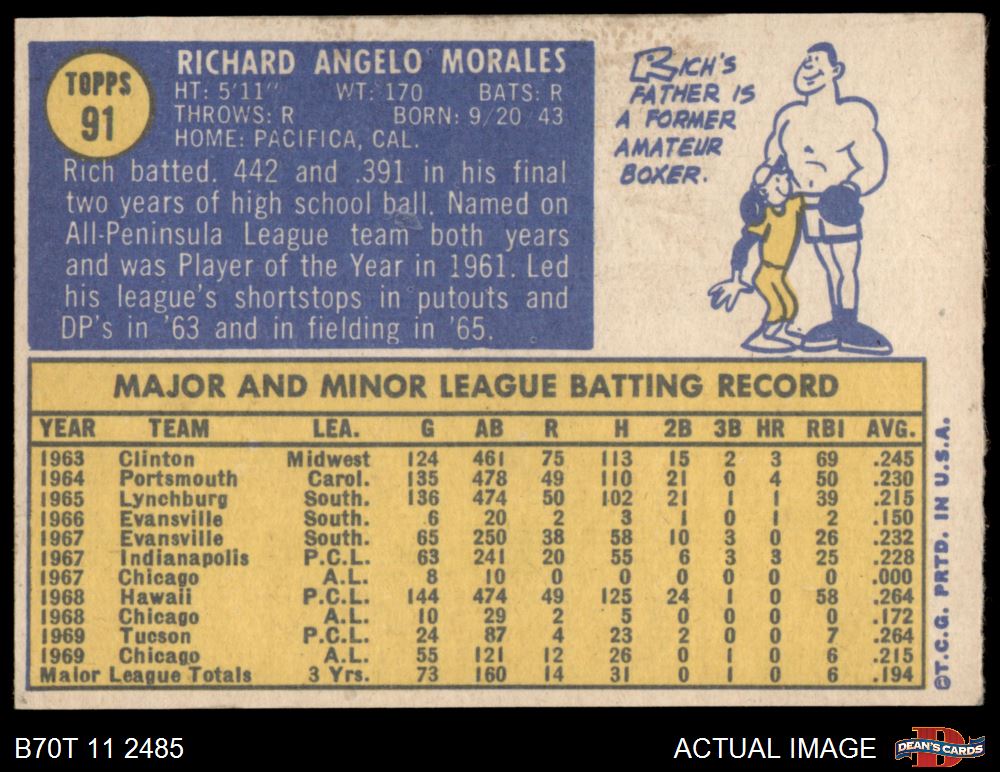 TOPPS
91
RICHARD ANGELO MORALES
HT: 5'11" WT: 170 BATS: R
THROWS: R BORN: 9/20 43
HOME: PACIFICA, CAL.
Rich batted. 442 and .391 in his final
two years of high school ball. Named on
All-Peninsula League team both years
and was Player of the Year in 1961. Led
his league's shortstops in putouts and
DP's in '63 and in fielding in '65.
RICH'S
FATHER IS
A FORMER
AMATEUR
BOXER.
MAJOR AND MINOR LEAGUE BATTING RECORD
YEAR TEAM LEA. G AB R H 2B 3B HR RBI AVG.
1963 Clinton Midwest 124 461 75 113 15 2 3 69 .245
1964 Portsmouth Carol. 135 478 49 110 21 0 4 50 .230
1965 Lynchburg South. 136 474 50 102 21 1 1 39 .215
1966 Evansville South. 6 20 2 3 1 0 1 2 .150
1967 Evansville South. 65 250 38 58 10 3 0 26 .232
1967 Indianapolis P.C.L. 63 241 20 55 6 3 3 25 .228
1967 Chicago A.L. 8 10 0 0 0 0 0 0 .000
1968 Hawaii P.C.L. 144 474 49 125 24 1 0 58 .264
1968 Chicago A.L. 10 29 2 5 0 0 0 0 .172
1969 Tucson P.C.L. 24 87 4 23 2 0 0 7 .264
1969 Chicago A.L. 55 121 12 26 0 1 0 6 .215
Major League Totals 3 Yrs. 73 160 14 31 0 1 0 6 .194
©T.C.G. PRTD. IN U.S.A.
B70T 11 2485
ACTUAL IMAGE
D
DEAN'S CARDS